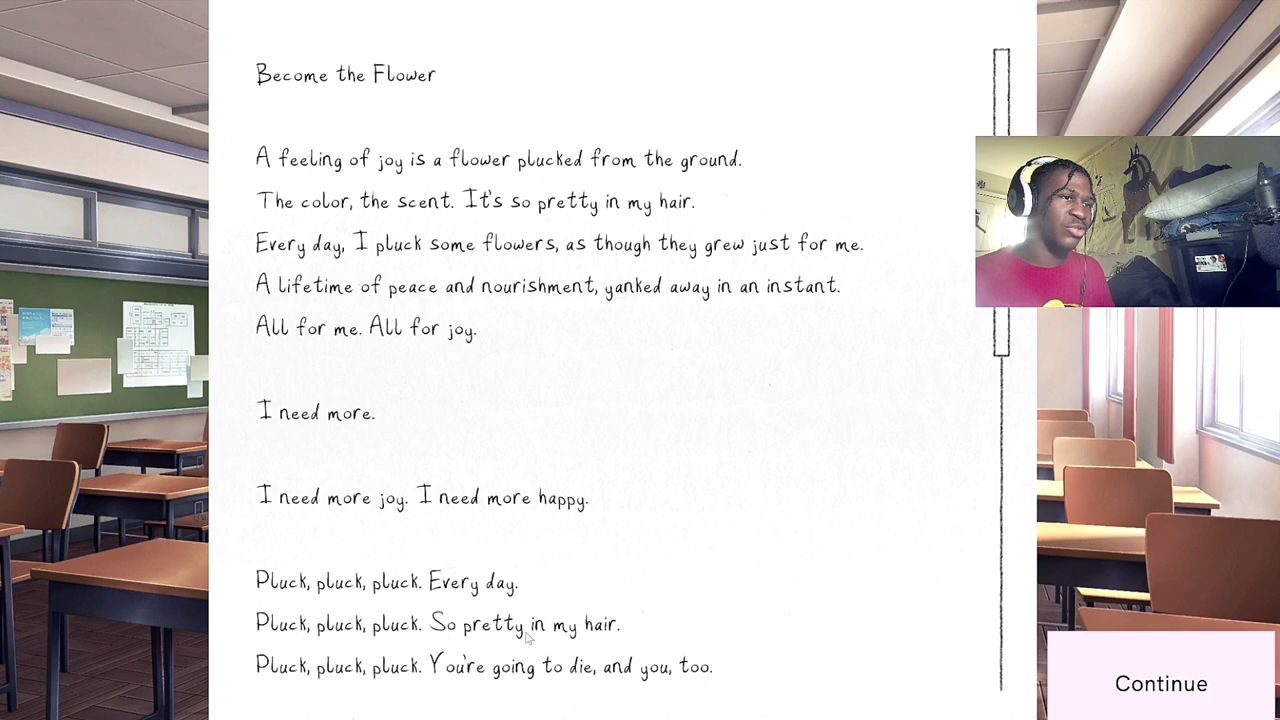 Become the Flower
A feeling of joy is a flower plucked from the ground.
The color, the scent. It's so pretty in my hair.
Every day, I pluck some flowers, as though they grew just for me.
A lifetime of peace and nourishment, yanked away in an instant.
All for me. All for joy.
I need more.
I need more joy. I need more happy.
Pluck, pluck, pluck. Every day.
Pluck, pluck, pluck. So pretty in my hair.
Pluck, pluck, pluck. You're going to die, and you, too.
Continue